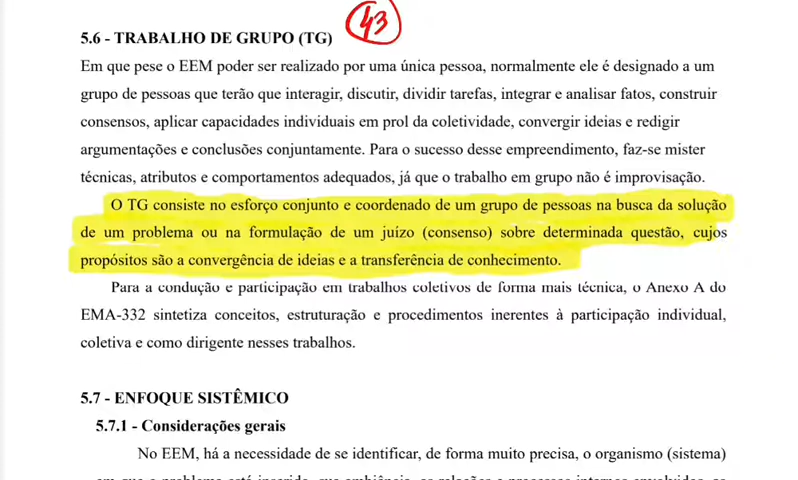 5.6 - TRABALHO DE GRUPO (TG) 43
Em que pese o EEM poder ser realizado por uma única pessoa, normalmente ele é designado a um
grupo de pessoas que terão que interagir, discutir, dividir tarefas, integrar e analisar fatos, construir
consensos, aplicar capacidades individuais em prol da coletividade, convergir ideias e redigir
argumentações e conclusões conjuntamente. Para o sucesso desse empreendimento, faz-se mister
técnicas, atributos e comportamentos adequados, já que o trabalho em grupo não é improvisação.
O TG consiste no esforço conjunto e coordenado de um grupo de pessoas na busca da solução
de um problema ou na formulação de um juízo (consenso) sobre determinada questão, cujos
propósitos são a convergência de ideias e a transferência de conhecimento.
Para a condução e participação em trabalhos coletivos de forma mais técnica, o Anexo A do
EMA-332 sintetiza conceitos, estruturação e procedimentos inerentes à participação individual,
coletiva e como dirigente nesses trabalhos.
5.7 - ENFOQUE SISTÊMICO
5.7.1 - Considerações gerais
No EEM, há a necessidade de se identificar, de forma muito precisa, o organismo (sistema)